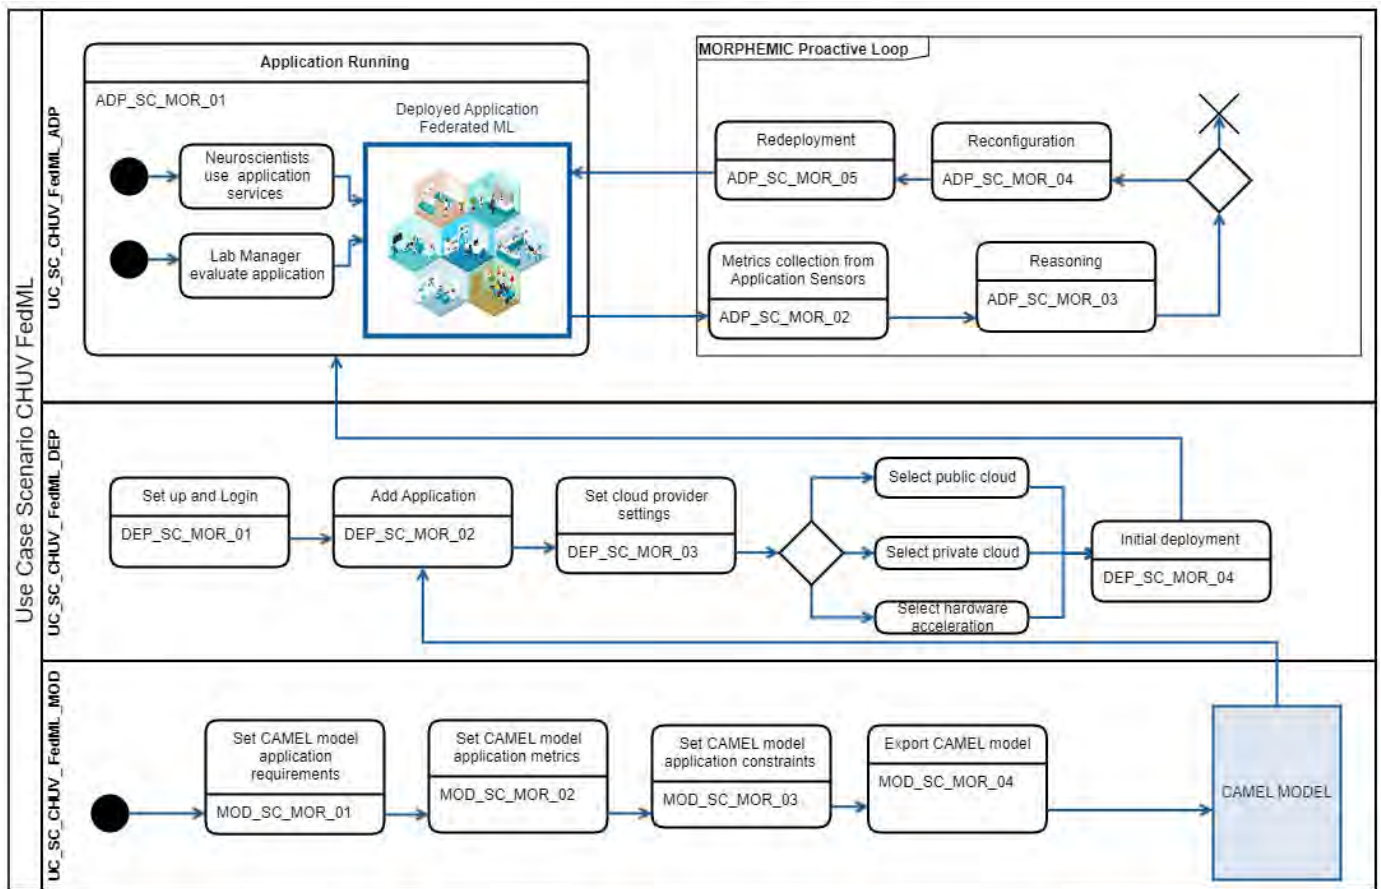 Use Case Scenario CHUV FedML
UC_SC_CHUV_FedML_ADP
Application Running
ADP_SC_MOR_01
Neuroscientists
use application
services
Lab Manager
evaluate application
Deployed Application
Federated ML
MORPHEMIC Proactive Loop
Redeployment
ADP_SC_MOR_05
Reconfiguration
ADP_SC_MOR_04
Metrics collection from
Application Sensors
ADP_SC_MOR_02
Reasoning
ADP_SC_MOR_03
UC_SC_CHUV_FedML_DEP
Set up and Login
DEP_SC_MOR_01
Add Application
DEP_SC_MOR_02
Set cloud provider
settings
DEP_SC_MOR_03
Select public cloud
Select private cloud
Select hardware
acceleration
Initial deployment
DEP_SC_MOR_04
UC_SC_CHUV_FedML_MOD
Set CAMEL model
application
requirements
MOD_SC_MOR_01
Set CAMEL model
application metrics
MOD_SC_MOR_02
Set CAMEL model
application constraints
MOD_SC_MOR_03
Export CAMEL model
MOD_SC_MOR_04
CAMEL MODEL